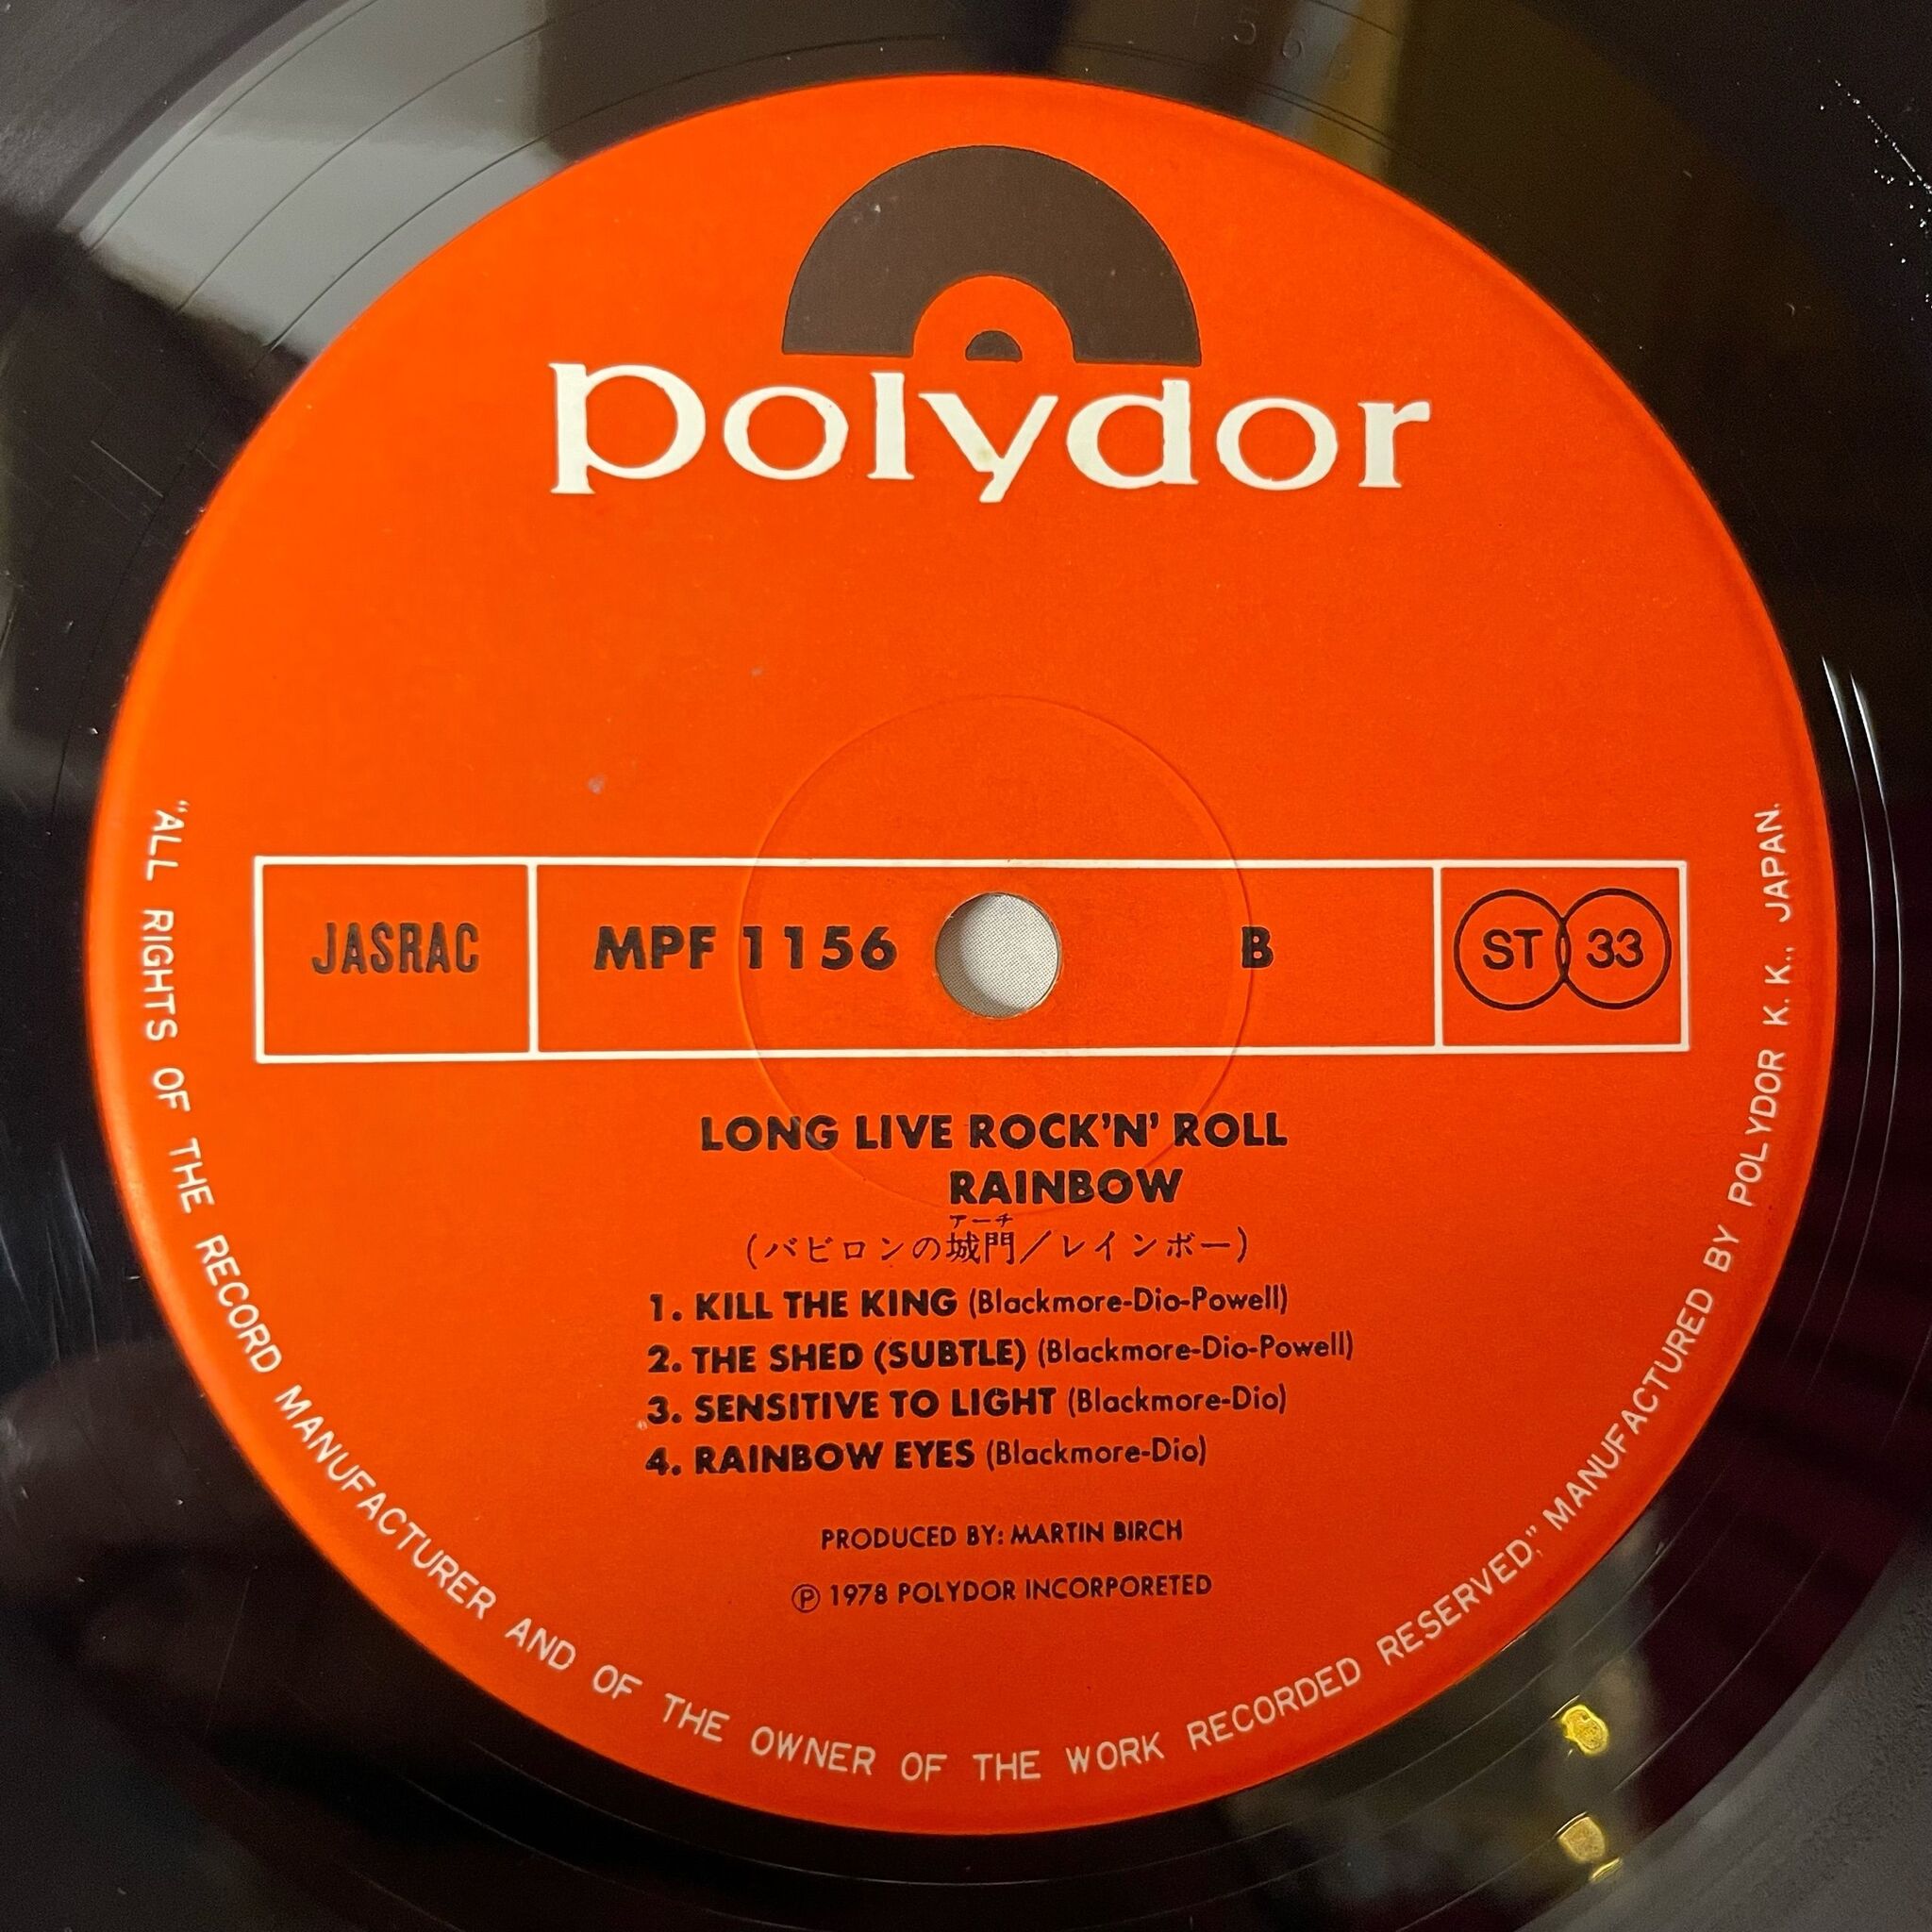 polydor
JASRAC
MPF 1156
B
ST 33
LONG LIVE ROCK'N' ROLL
RAINBOW
アーチ
(バビロンの城門/レインボー)
1. KILL THE KING (Blackmore-Dio-Powell)
2. THE SHED (SUBTLE) (Blackmore-Dio-Powell)
3. SENSITIVE TO LIGHT (Blackmore-Dio)
4. RAINBOW EYES (Blackmore-Dio)
PRODUCED BY: MARTIN BIRCH
Ⓟ 1978 POLYDOR INCORPORETED
"ALL RIGHTS OF THE RECORD MANUFACTURER AND OF THE OWNER OF THE WORK RECORDED RESERVED," MANUFACTURED BY POLYDOR K. K., JAPAN.